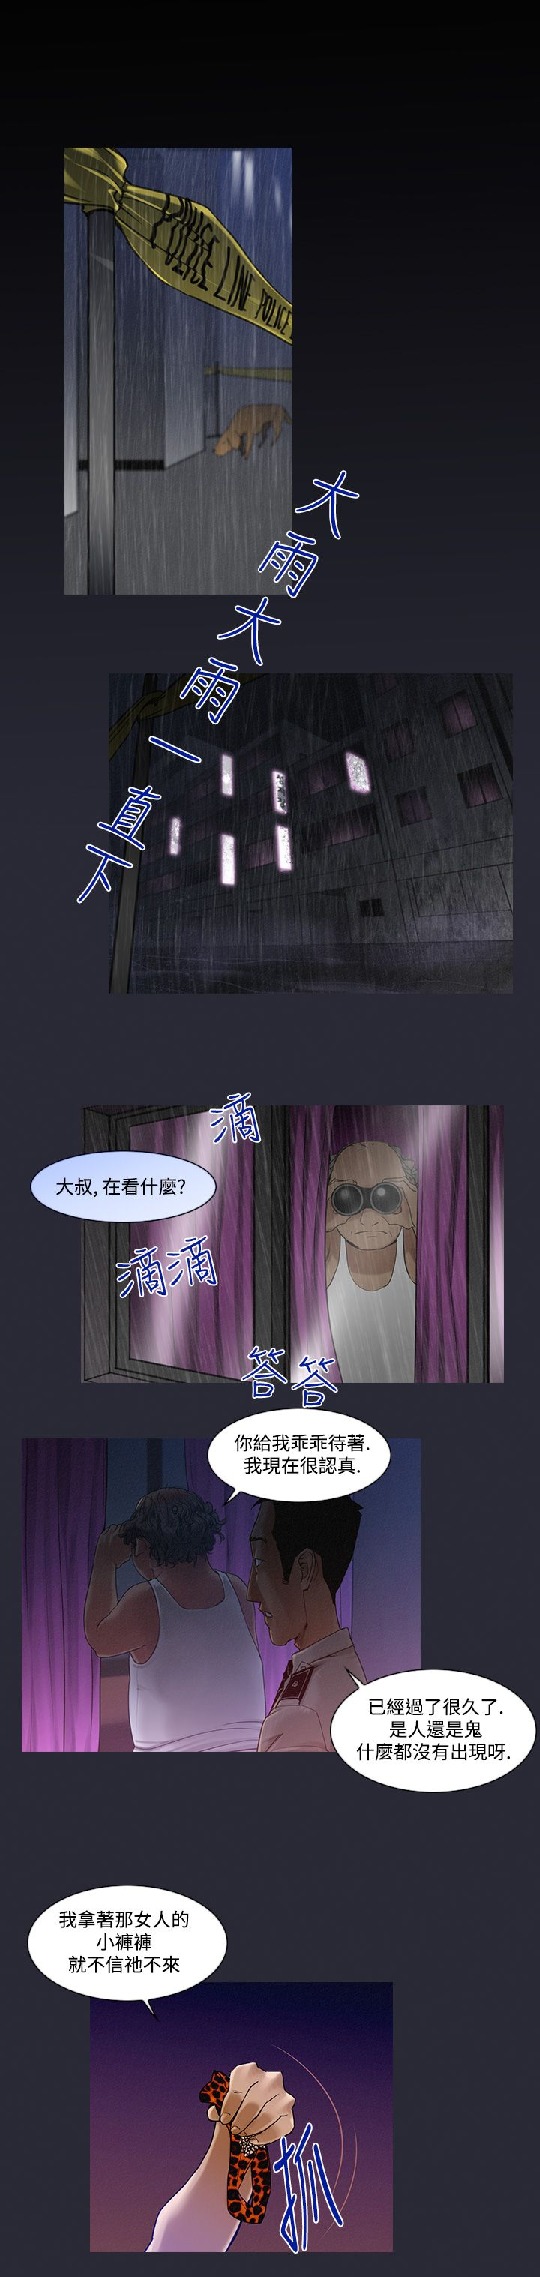 POLICE
POLICE LINE POLICE
大雨大雨一直下
滴
大叔, 在看什麼?
滴滴
答答
你給我乖乖待著.
我現在很認真.
已經過了很久了.
是人還是鬼
什麼都沒有出現呀.
我拿著那女人的
小褲褲
就不信祂不來
抓